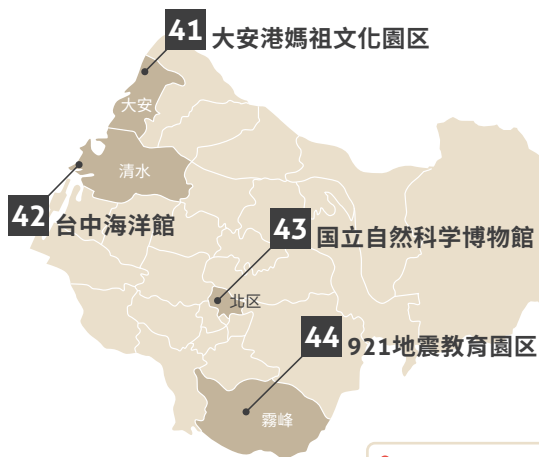 41 大安港媽祖文化園区
大安
清水
42 台中海洋館
43 国立自然科学博物館
北区
44 921地震教育園区
霧峰